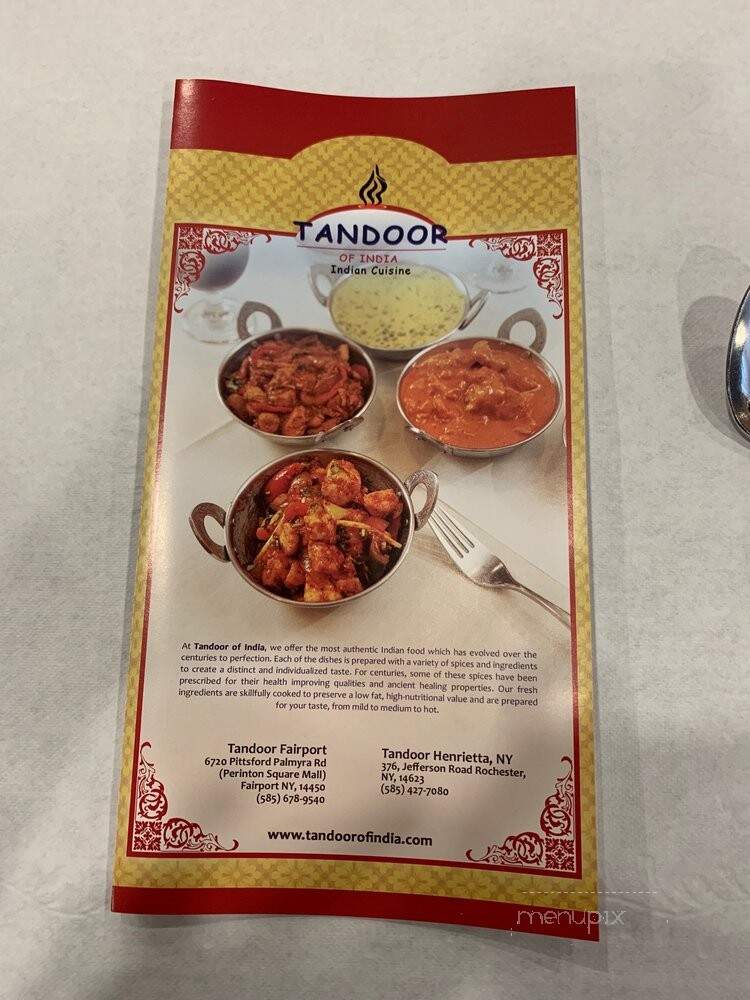 TANDOOR
OF INDIA
Indian Cuisine
At Tandoor of India, we offer the most authentic Indian food which has evolved over the
centuries to perfection. Each of the dishes is prepared with a variety of spices and ingredients
to create a distinct and individualized taste. For centuries, some of these spices have been
prescribed for their health improving qualities and ancient healing properties. Our fresh
ingredients are skillfully cooked to preserve a low fat, high-nutritional value and are prepared
for your taste, from mild to medium to hot.
Tandoor Fairport
6720 Pittsford Palmyra Rd
(Perinton Square Mall)
Fairport NY, 14450
(585) 678-9540
Tandoor Henrietta, NY
376, Jefferson Road Rochester,
NY, 14623
(585) 427-7080
www.tandoorofindia.com
menupix